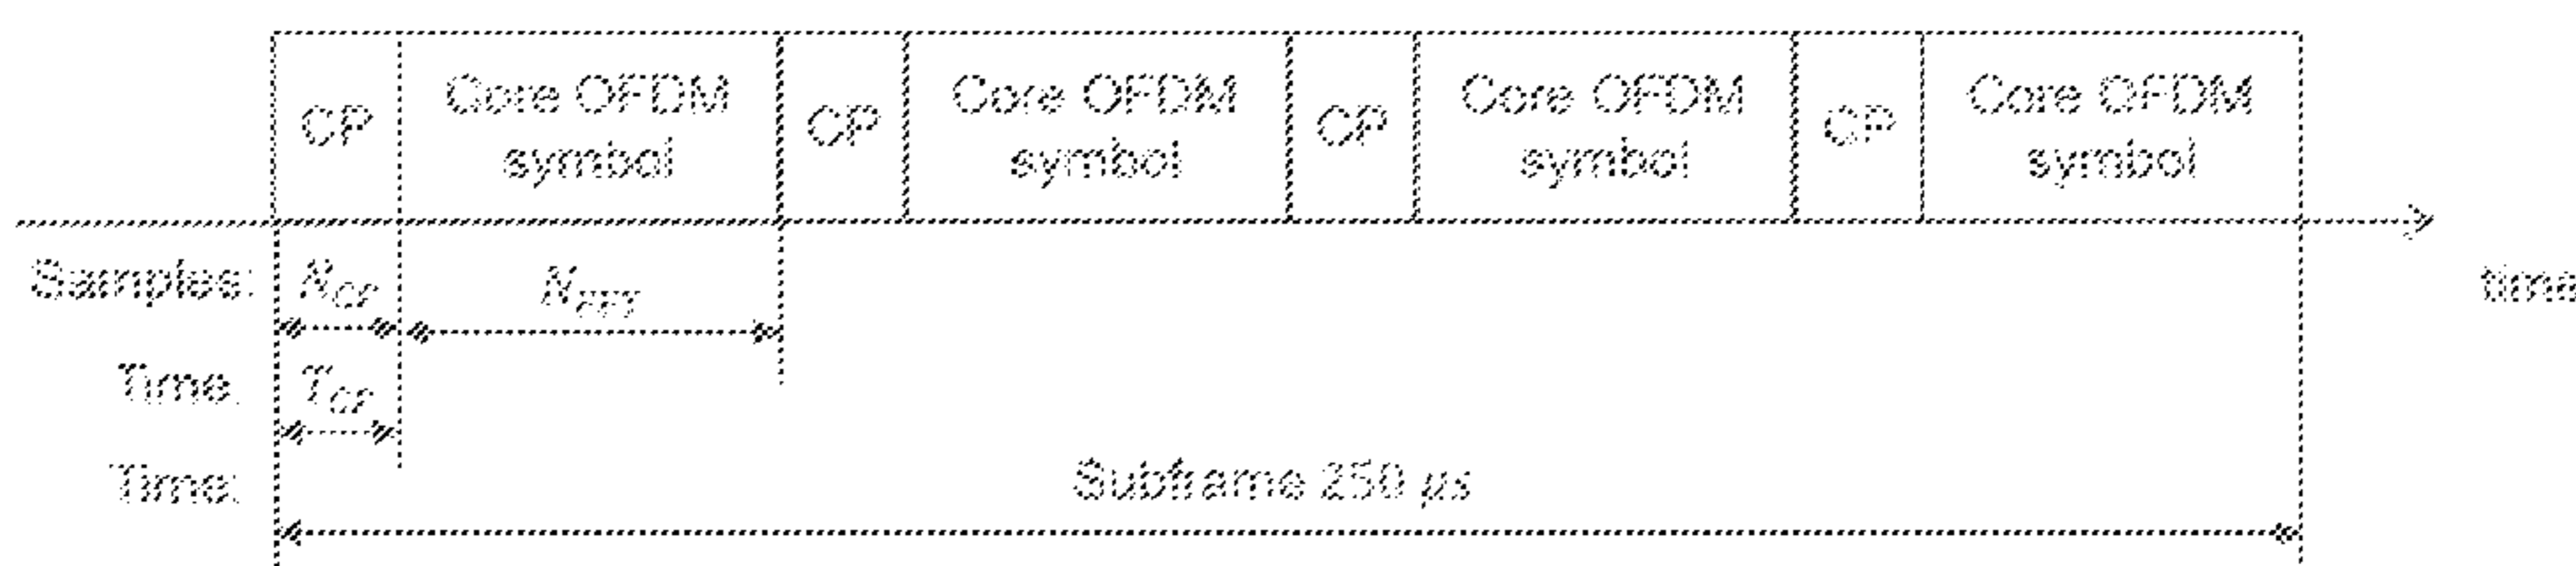 CP
Core OFDM
symbol
CP
Core OFDM
symbol
CP
Core OFDM
symbol
CP
Core OFDM
symbol
Samples: N_CP N_FFT
time
Time: T_CP
Time: Subframe 250 μs